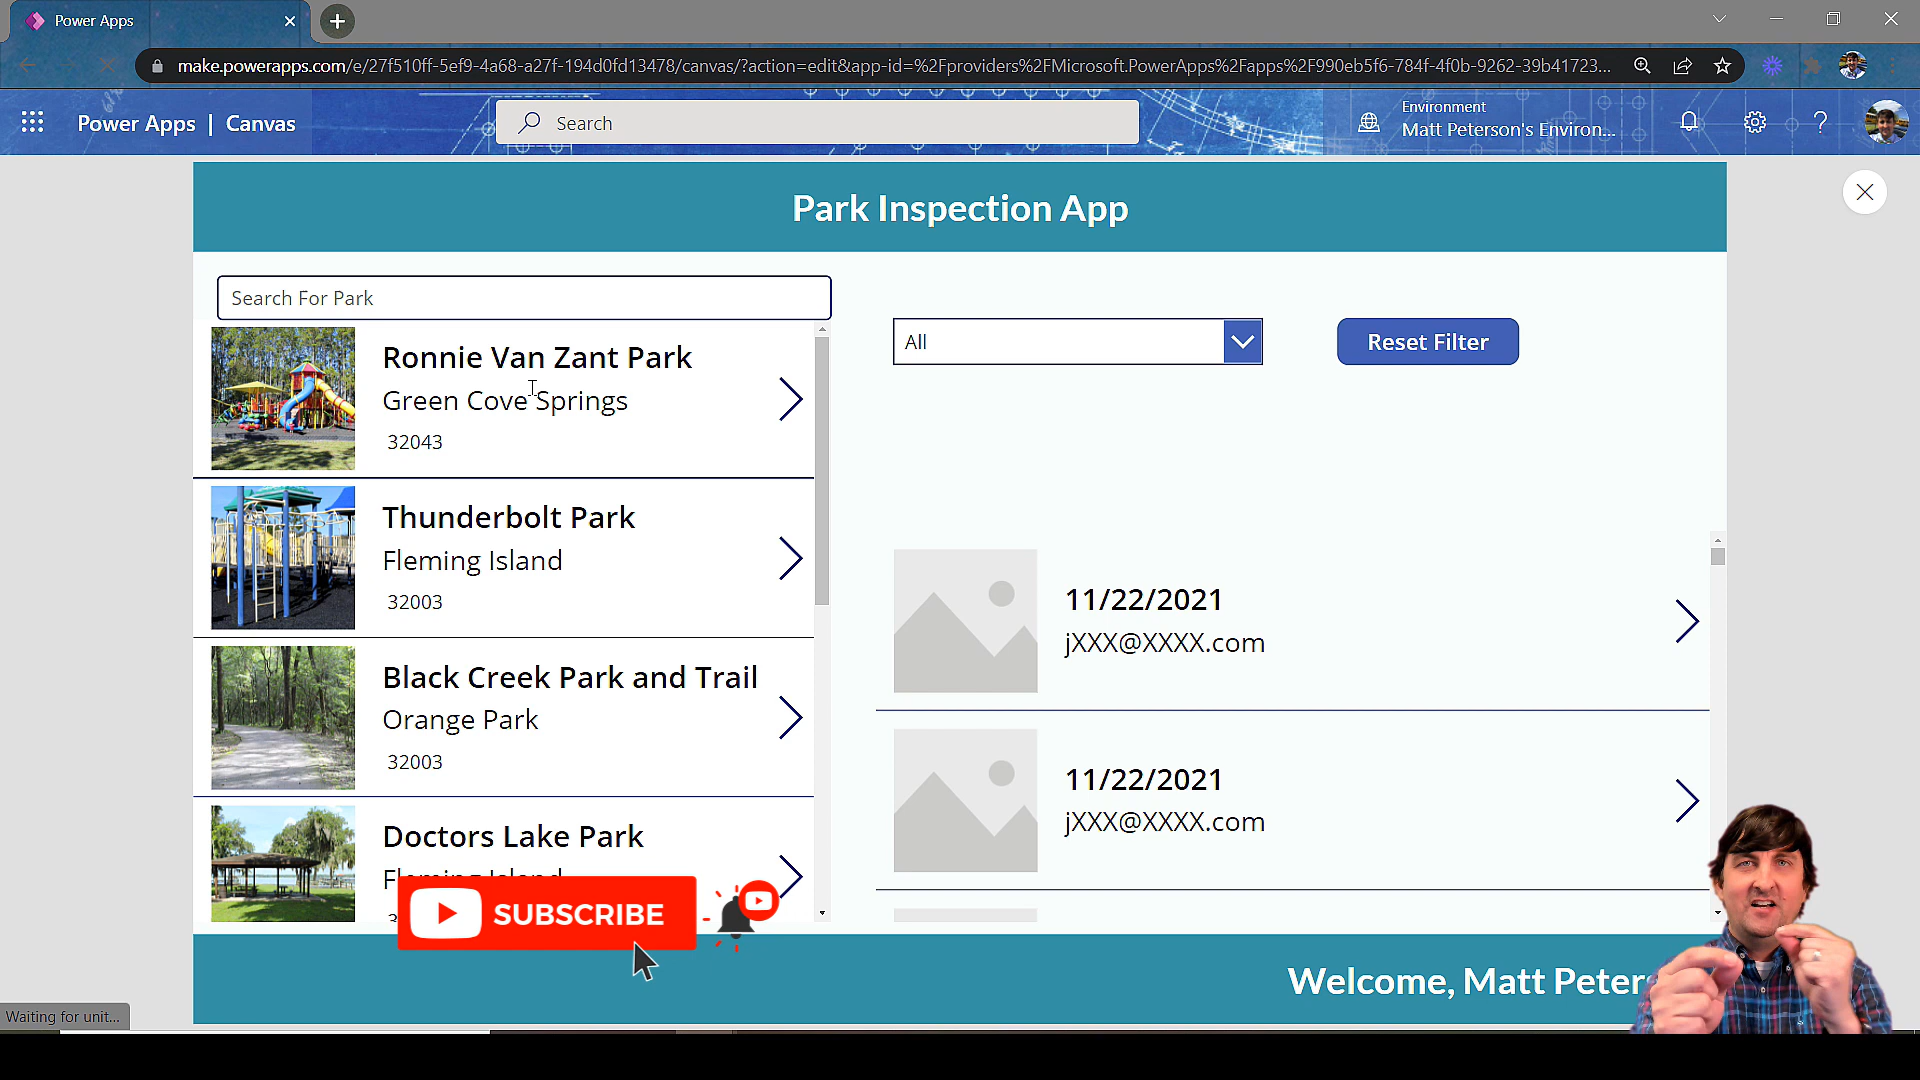 Power Apps
make.powerapps.com/e/27f510ff-5ef9-4a68-a27f-194d0fd13478/canvas/?action=edit&app-id=%2Fproviders%2FMicrosoft.PowerApps%2Fapps%2F990eb5f6-784f-4f0b-9262-39b41723...
Power Apps | Canvas
Search
Environment
Matt Peterson's Environ...
Park Inspection App
Search For Park
All
Reset Filter
Ronnie Van Zant Park
Green Cove Springs
32043
Thunderbolt Park
Fleming Island
32003
Black Creek Park and Trail
Orange Park
32003
Doctors Lake Park
Fleming Island
11/22/2021
jXXX@XXXX.com
11/22/2021
jXXX@XXXX.com
SUBSCRIBE
Welcome, Matt Peters
Waiting for unit...